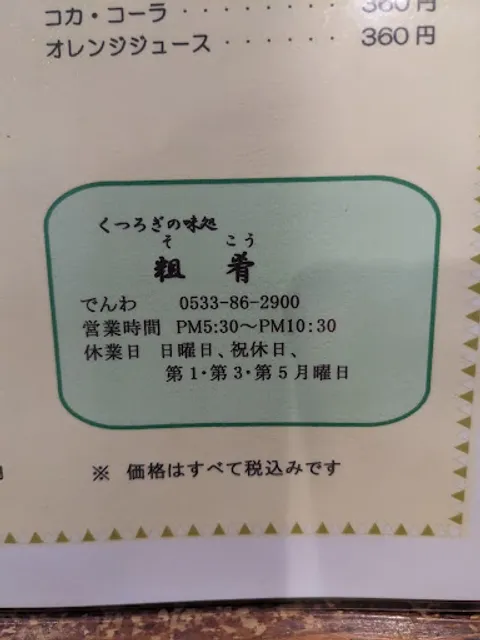 コカ・コーラ ・・・・・・・・ 360円
オレンジジュース ・・・・・・ 360円
くつろぎの味処
そ こう
粗 肴
でんわ 0533-86-2900
営業時間 PM5:30～PM10:30
休業日 日曜日、祝休日、
第1・第3・第5月曜日
※ 価格はすべて税込みです